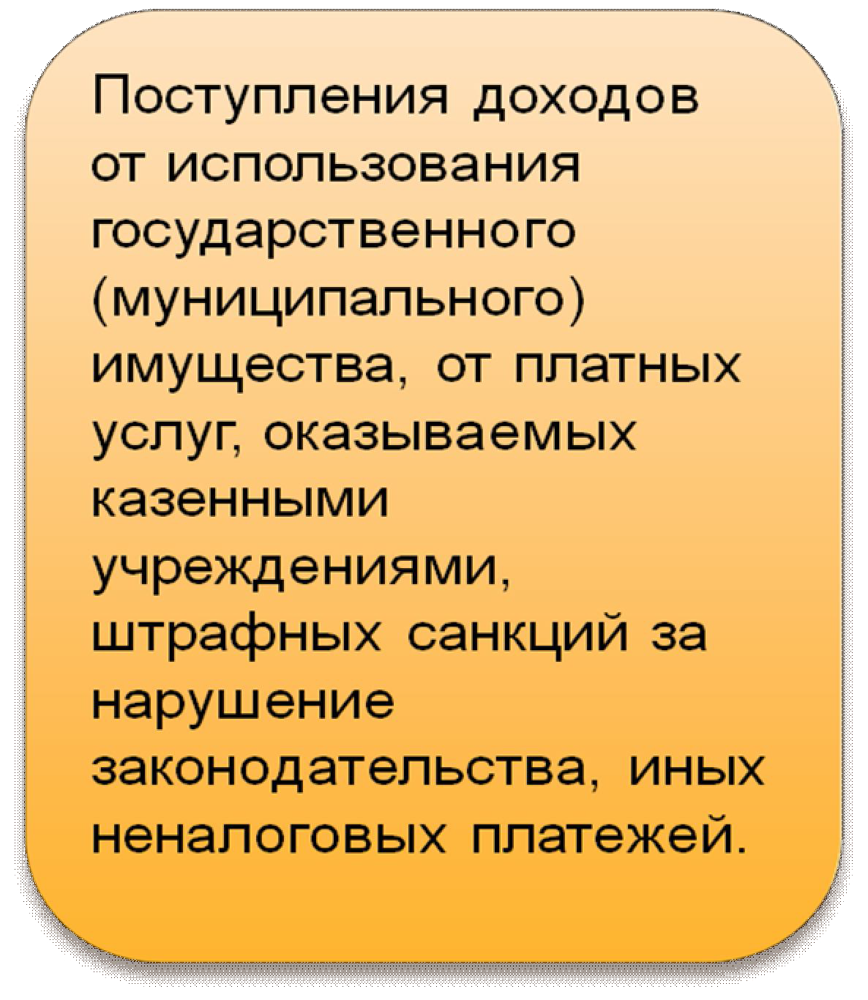 Поступления доходов
от использования
государственного
(муниципального)
имущества, от платных
услуг, оказываемых
казенными
учреждениями,
штрафных санкций за
нарушение
законодательства, иных
неналоговых платежей.